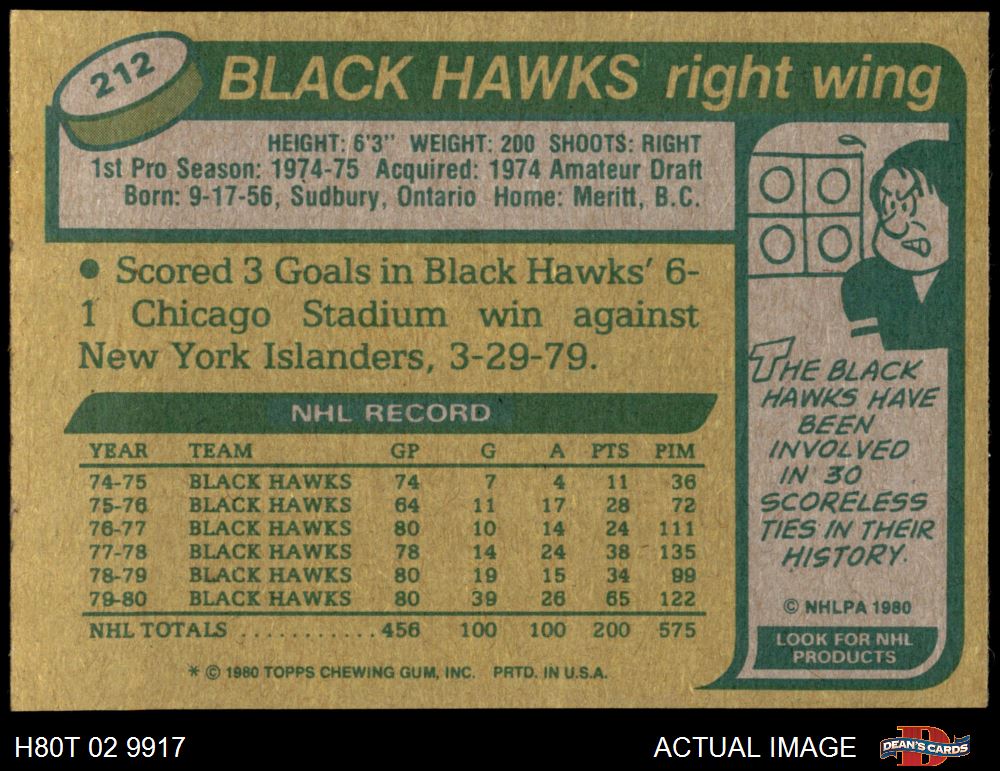 212
BLACK HAWKS right wing
HEIGHT: 6'3" WEIGHT: 200 SHOOTS: RIGHT
1st Pro Season: 1974-75 Acquired: 1974 Amateur Draft
Born: 9-17-56, Sudbury, Ontario Home: Meritt, B.C.
• Scored 3 Goals in Black Hawks' 6-
1 Chicago Stadium win against
New York Islanders, 3-29-79.
NHL RECORD
YEAR TEAM GP G A PTS PIM
74-75 BLACK HAWKS 74 7 4 11 36
75-76 BLACK HAWKS 64 11 17 28 72
76-77 BLACK HAWKS 80 10 14 24 111
77-78 BLACK HAWKS 78 14 24 38 135
78-79 BLACK HAWKS 80 19 15 34 99
79-80 BLACK HAWKS 80 39 26 65 122
NHL TOTALS ............ 456 100 100 200 575
* © 1980 TOPPS CHEWING GUM, INC. PRTD. IN U.S.A.
THE BLACK
HAWKS HAVE
BEEN
INVOLVED
IN 30
SCORELESS
TIES IN THEIR
HISTORY.
© NHLPA 1980
LOOK FOR NHL
PRODUCTS
H80T 02 9917
ACTUAL IMAGE
DEAN'S CARDS